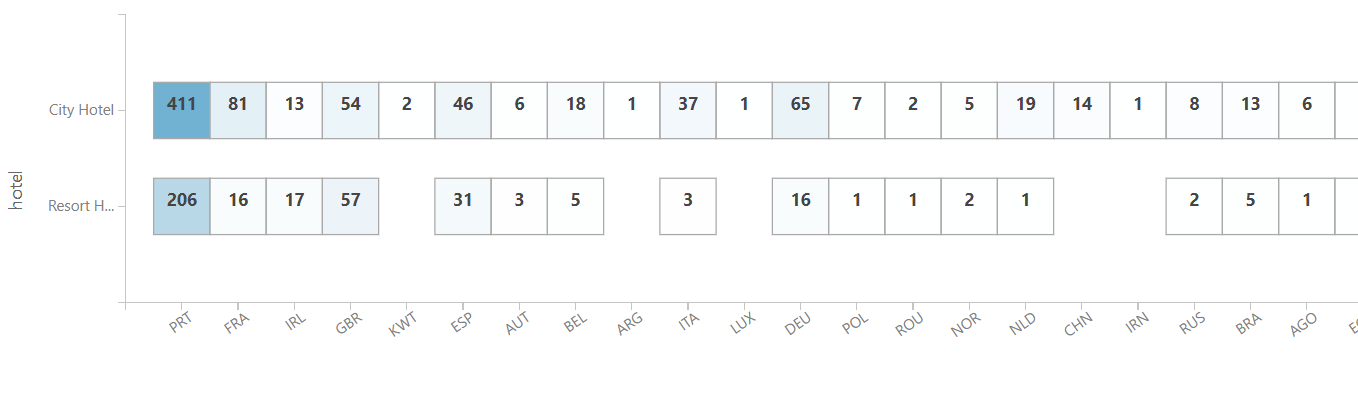 City Hotel 411 81 13 54 2 46 6 18 1 37 1 65 7 2 5 19 14 1 8 13 6
hotel
Resort H... 206 16 17 57 31 3 5 3 16 1 1 2 1 2 5 1
PRT FRA IRL GBR KWT ESP AUT BEL ARG ITA LUX DEU POL ROU NOR NLD CHN IRN RUS BRA AGO